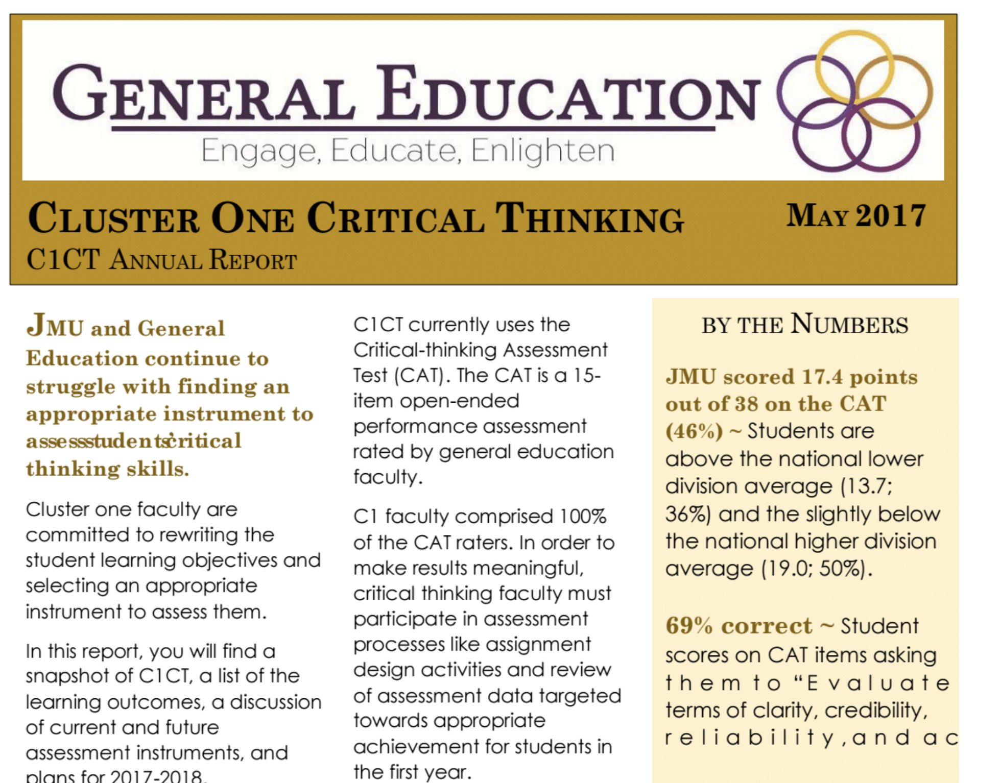 GENERAL EDUCATION
Engage, Educate, Enlighten
CLUSTER ONE CRITICAL THINKING
MAY 2017
C1CT ANNUAL REPORT
JMU and General
Education continue to
struggle with finding an
appropriate instrument to
assess students' critical
thinking skills.
Cluster one faculty are
committed to rewriting the
student learning objectives and
selecting an appropriate
instrument to assess them.
In this report, you will find a
snapshot of C1CT, a list of the
learning outcomes, a discussion
of current and future
assessment instruments, and
plans for 2017-2018.
C1CT currently uses the
Critical-thinking Assessment
Test (CAT). The CAT is a 15-
item open-ended
performance assessment
rated by general education
faculty.
C1 faculty comprised 100%
of the CAT raters. In order to
make results meaningful,
critical thinking faculty must
participate in assessment
processes like assignment
design activities and review
of assessment data targeted
towards appropriate
achievement for students in
the first year.
BY THE NUMBERS
JMU scored 17.4 points
out of 38 on the CAT
(46%) ~ Students are
above the national lower
division average (13.7;
36%) and the slightly below
the national higher division
average (19.0; 50%).
69% correct ~ Student
scores on CAT items asking
them to “Evaluate
terms of clarity, credibility,
reliability, and ac